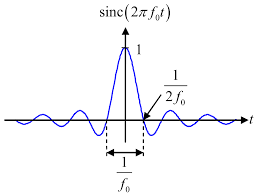 sinc(2πf₀t)
1
1/(2f₀)
t
1/f₀